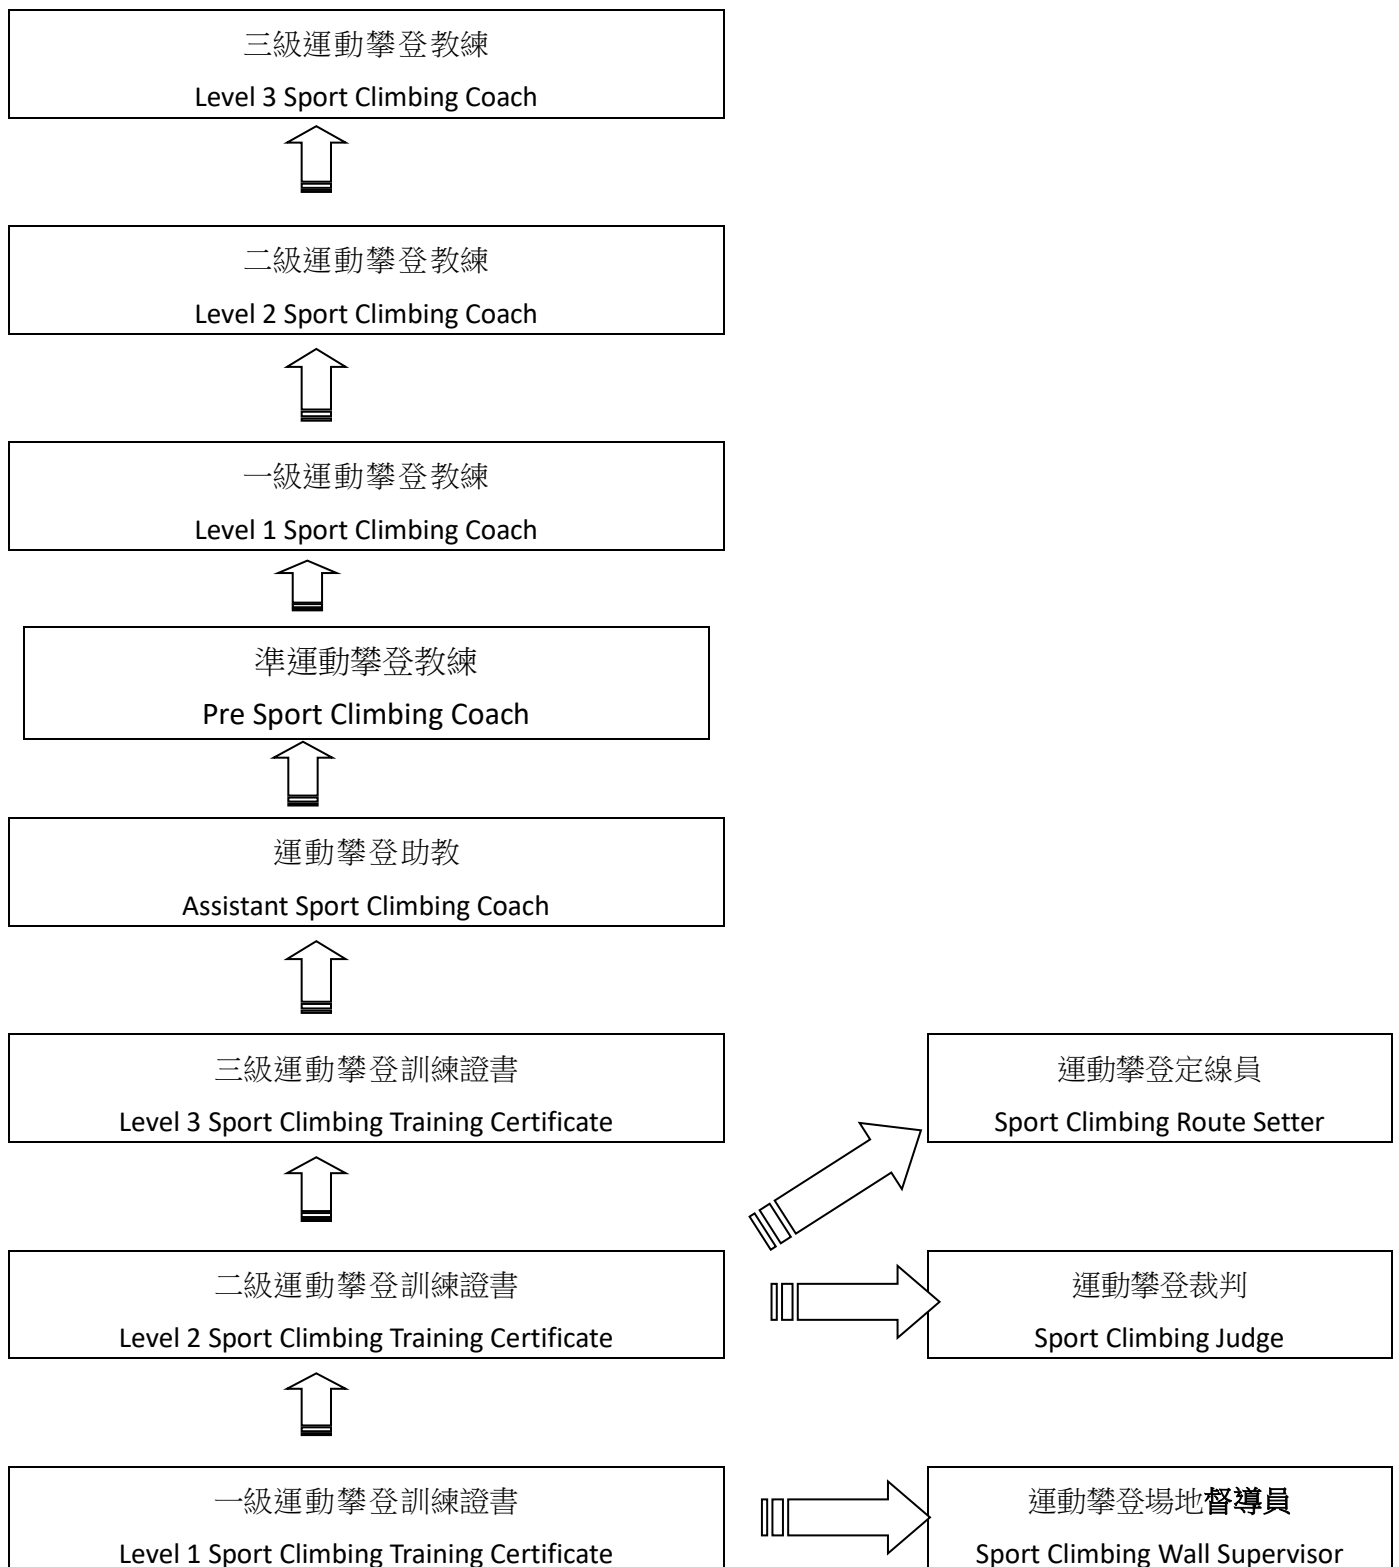 三級運動攀登教練
Level 3 Sport Climbing Coach
二級運動攀登教練
Level 2 Sport Climbing Coach
一級運動攀登教練
Level 1 Sport Climbing Coach
準運動攀登教練
Pre Sport Climbing Coach
運動攀登助教
Assistant Sport Climbing Coach
三級運動攀登訓練證書
Level 3 Sport Climbing Training Certificate
運動攀登定線員
Sport Climbing Route Setter
二級運動攀登訓練證書
Level 2 Sport Climbing Training Certificate
運動攀登裁判
Sport Climbing Judge
一級運動攀登訓練證書
Level 1 Sport Climbing Training Certificate
運動攀登場地督導員
Sport Climbing Wall Supervisor